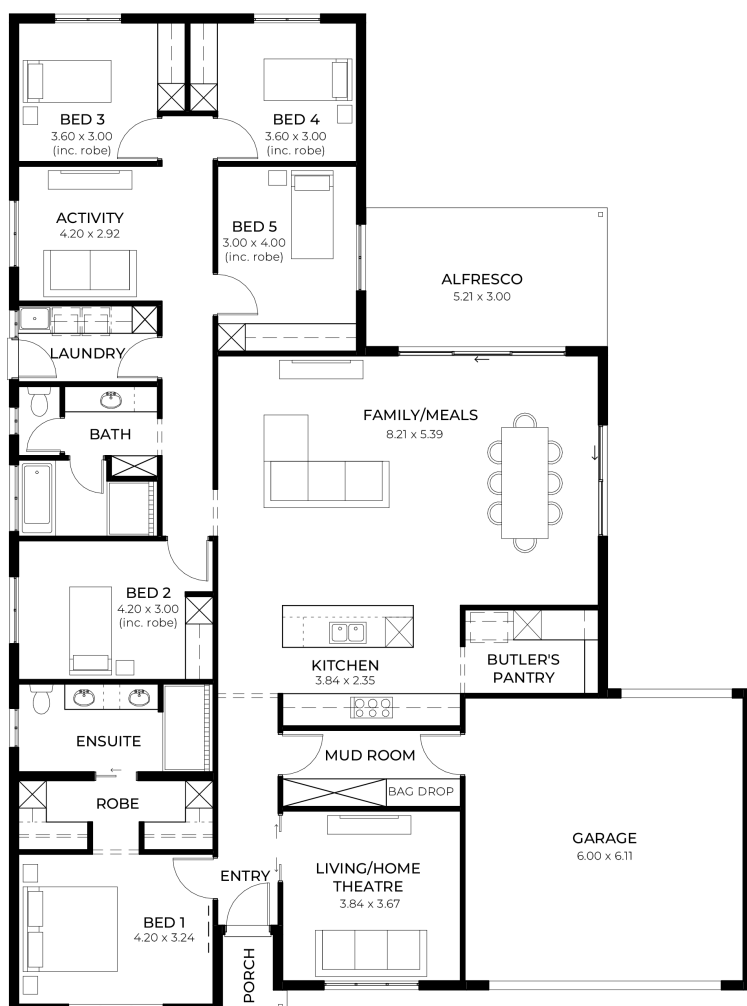 BED 3
3.60 x 3.00
(inc. robe)
BED 4
3.60 x 3.00
(inc. robe)
ACTIVITY
4.20 x 2.92
BED 5
3.00 x 4.00
(inc. robe)
ALFRESCO
5.21 x 3.00
LAUNDRY
BATH
FAMILY/MEALS
8.21 x 5.39
BED 2
4.20 x 3.00
(inc. robe)
KITCHEN
3.84 x 2.35
BUTLER'S
PANTRY
ENSUITE
MUD ROOM
BAG DROP
ROBE
GARAGE
6.00 x 6.11
ENTRY
LIVING/HOME
THEATRE
3.84 x 3.67
BED 1
4.20 x 3.24
PORCH